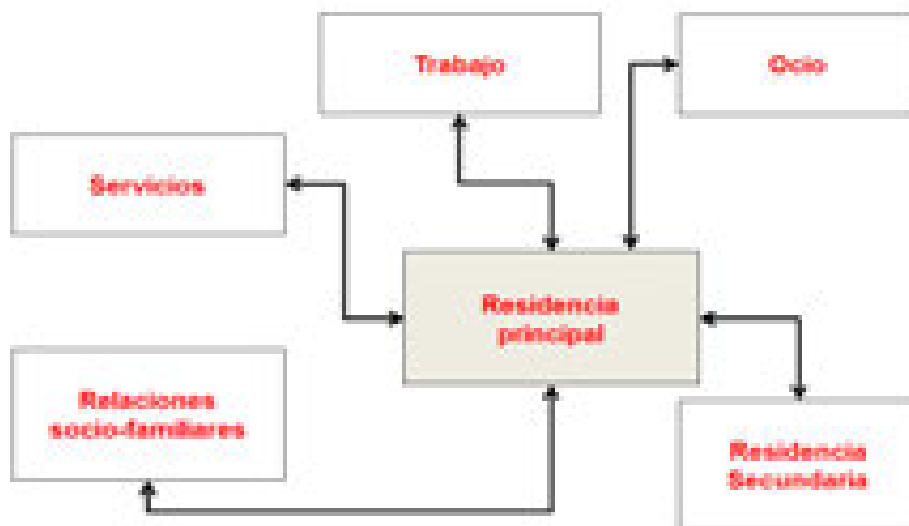 Trabajo
Ocio
Servicios
Residencia
principal
Relaciones
socio-familiares
Residencia
Secundaria